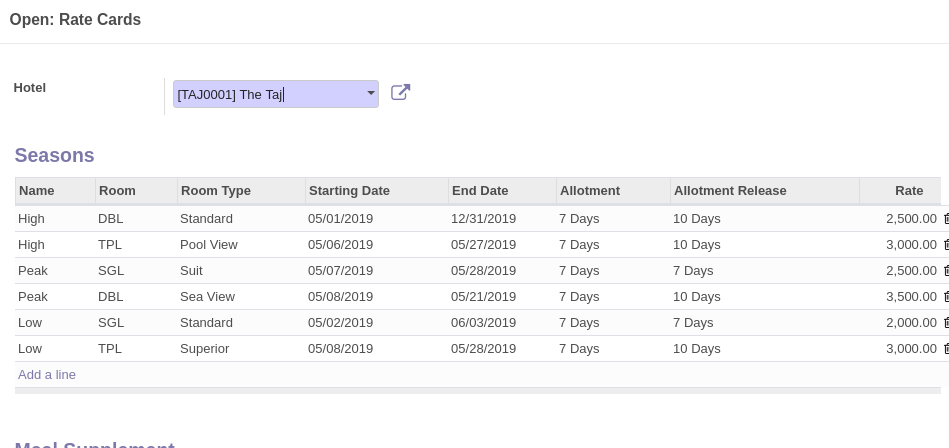 Open: Rate Cards
Hotel [TAJ0001] The Taj
Seasons
Name Room Room Type Starting Date End Date Allotment Allotment Release Rate
High DBL Standard 05/01/2019 12/31/2019 7 Days 10 Days 2,500.00
High TPL Pool View 05/06/2019 05/27/2019 7 Days 10 Days 3,000.00
Peak SGL Suit 05/07/2019 05/28/2019 7 Days 7 Days 2,500.00
Peak DBL Sea View 05/08/2019 05/21/2019 7 Days 10 Days 3,500.00
Low SGL Standard 05/02/2019 06/03/2019 7 Days 7 Days 2,000.00
Low TPL Superior 05/08/2019 05/28/2019 7 Days 10 Days 3,000.00
Add a line
Meal Supplement